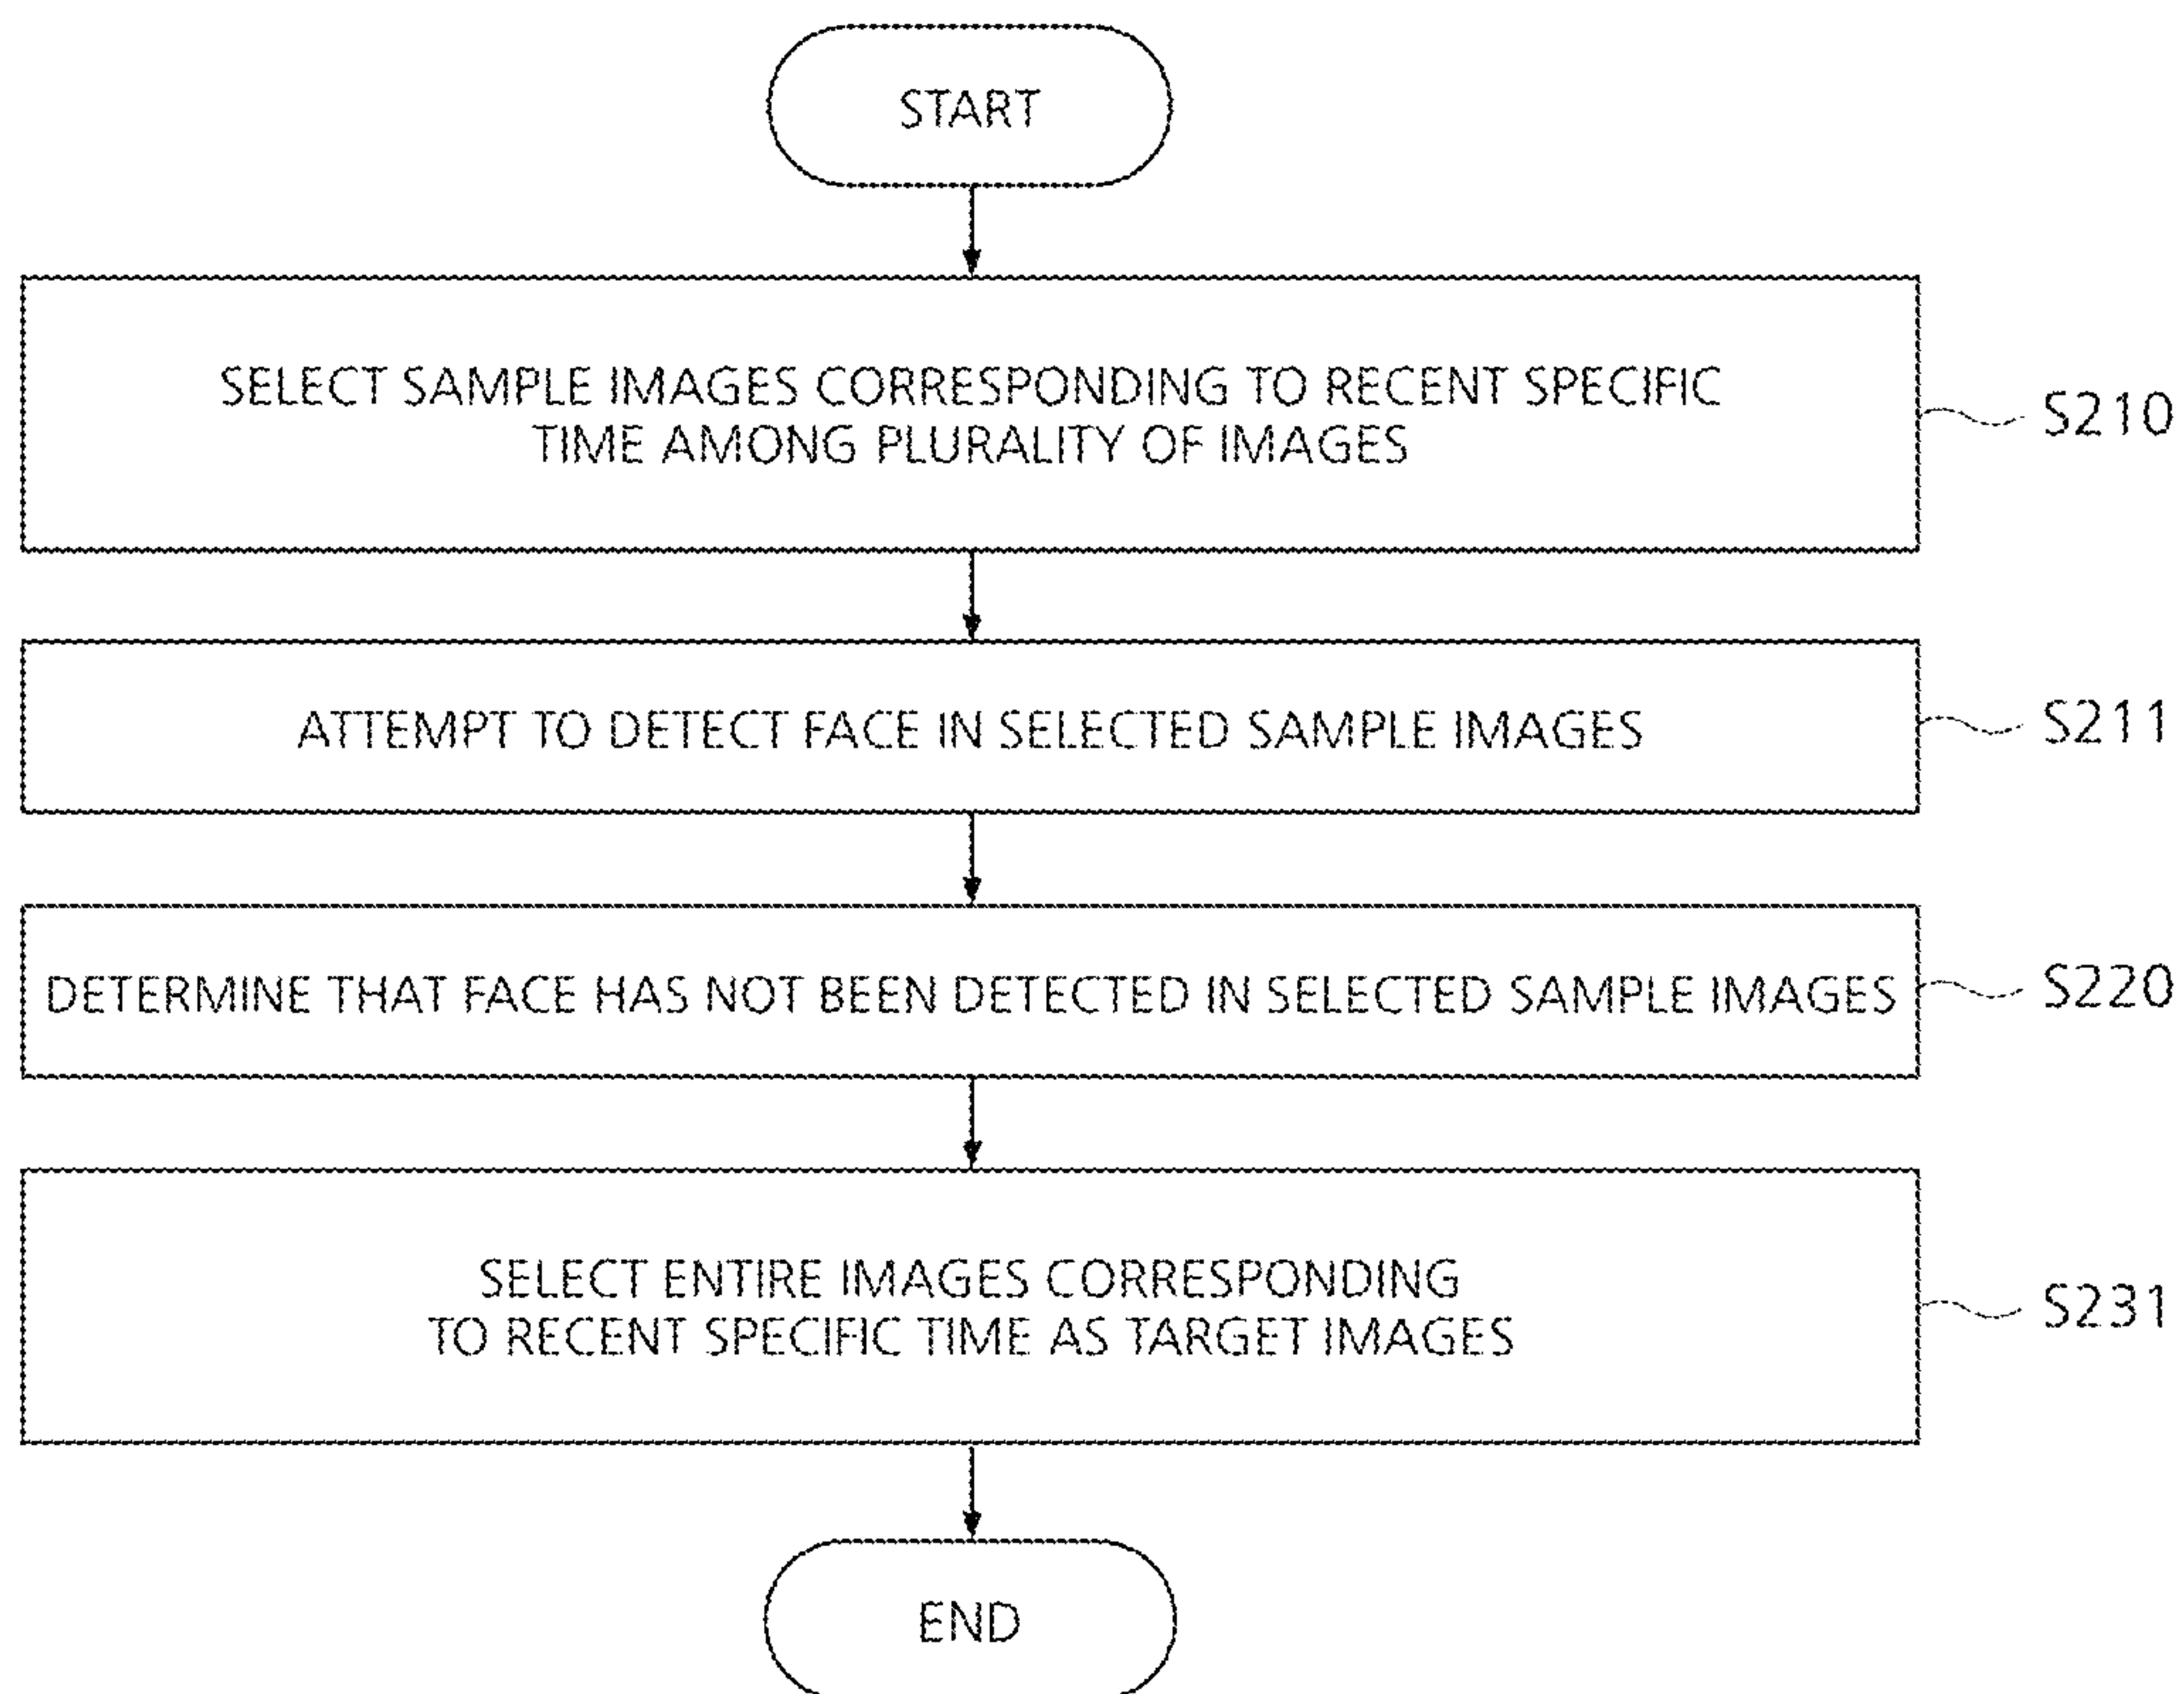 START
SELECT SAMPLE IMAGES CORRESPONDING TO RECENT SPECIFIC
TIME AMONG PLURALITY OF IMAGES
S210
ATTEMPT TO DETECT FACE IN SELECTED SAMPLE IMAGES
S211
DETERMINE THAT FACE HAS NOT BEEN DETECTED IN SELECTED SAMPLE IMAGES
S220
SELECT ENTIRE IMAGES CORRESPONDING
TO RECENT SPECIFIC TIME AS TARGET IMAGES
S231
END